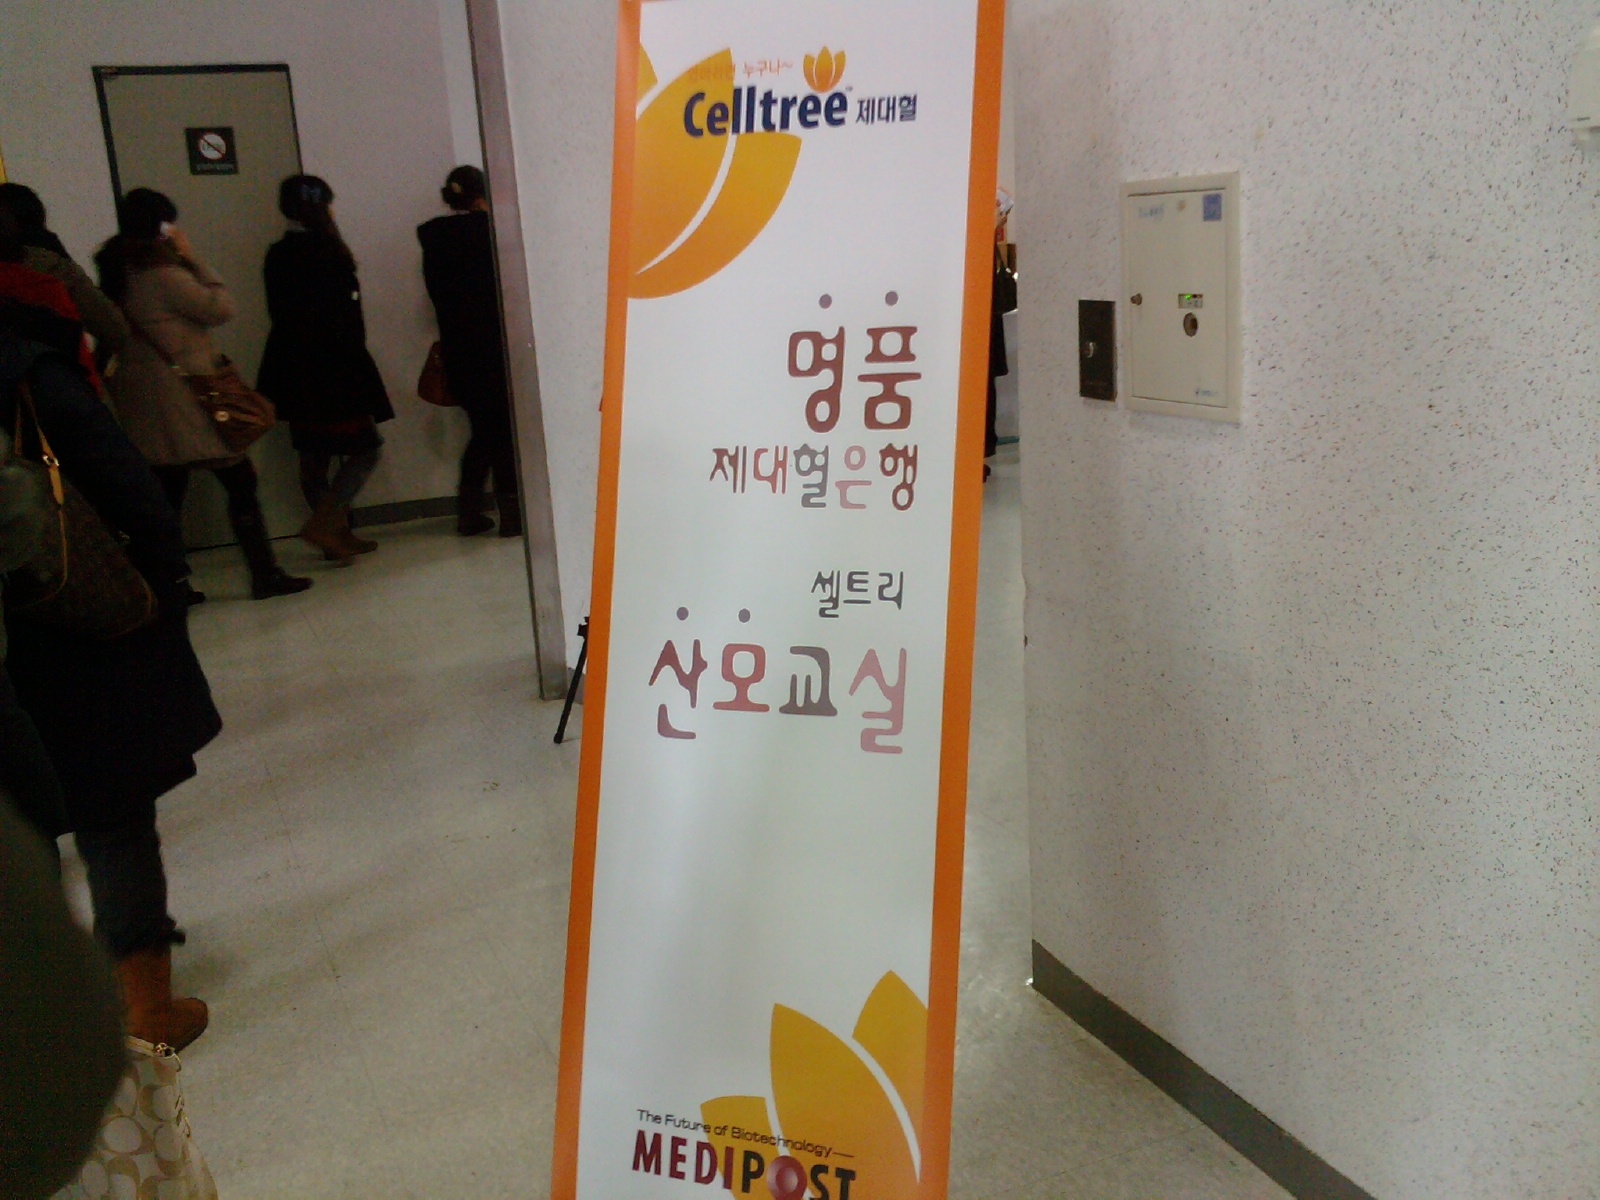 누구나~
Celltree™ 제대혈
명품
제대혈은행
셀트리
산모교실
The Future of Biotechnology
MEDIPOST